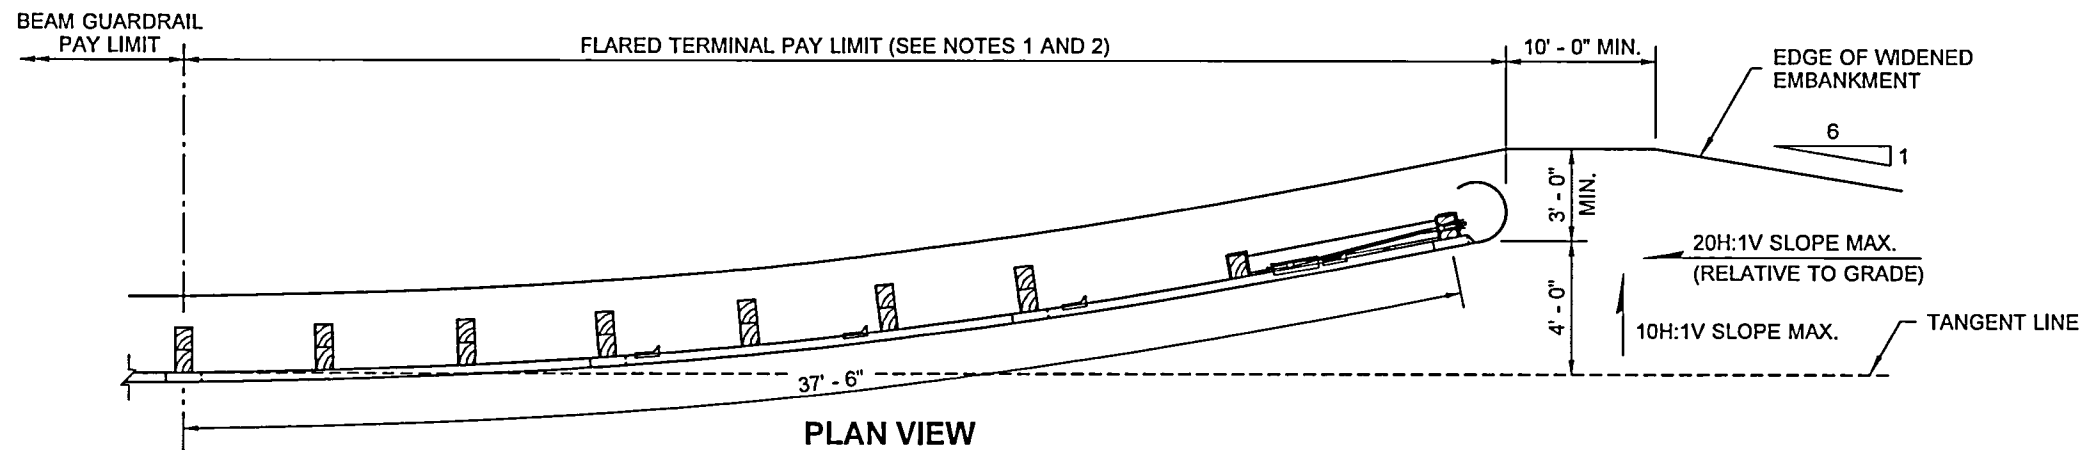 BEAM GUARDRAIL
PAY LIMIT
FLARED TERMINAL PAY LIMIT (SEE NOTES 1 AND 2)
10' - 0" MIN.
EDGE OF WIDENED
EMBANKMENT
6
1
3' - 0"
MIN.
20H:1V SLOPE MAX.
(RELATIVE TO GRADE)
4' - 0"
10H:1V SLOPE MAX.
TANGENT LINE
37' - 6"
PLAN VIEW